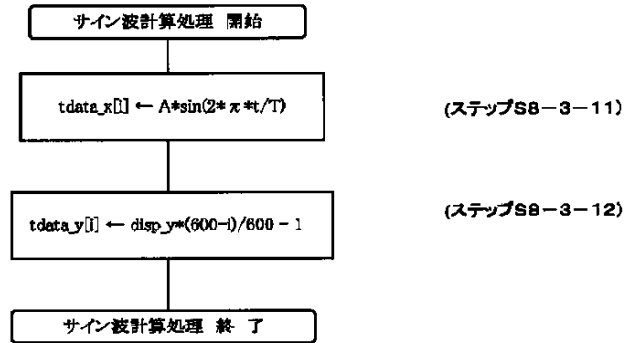 サイン波計算処理 開始
tdata_x[i] ← A*sin(2*π*t/T)
(ステップS8-3-11)
tdata_y[i] ← disp_y*(600-i)/600 - 1
(ステップS8-3-12)
サイン波計算処理 終 了